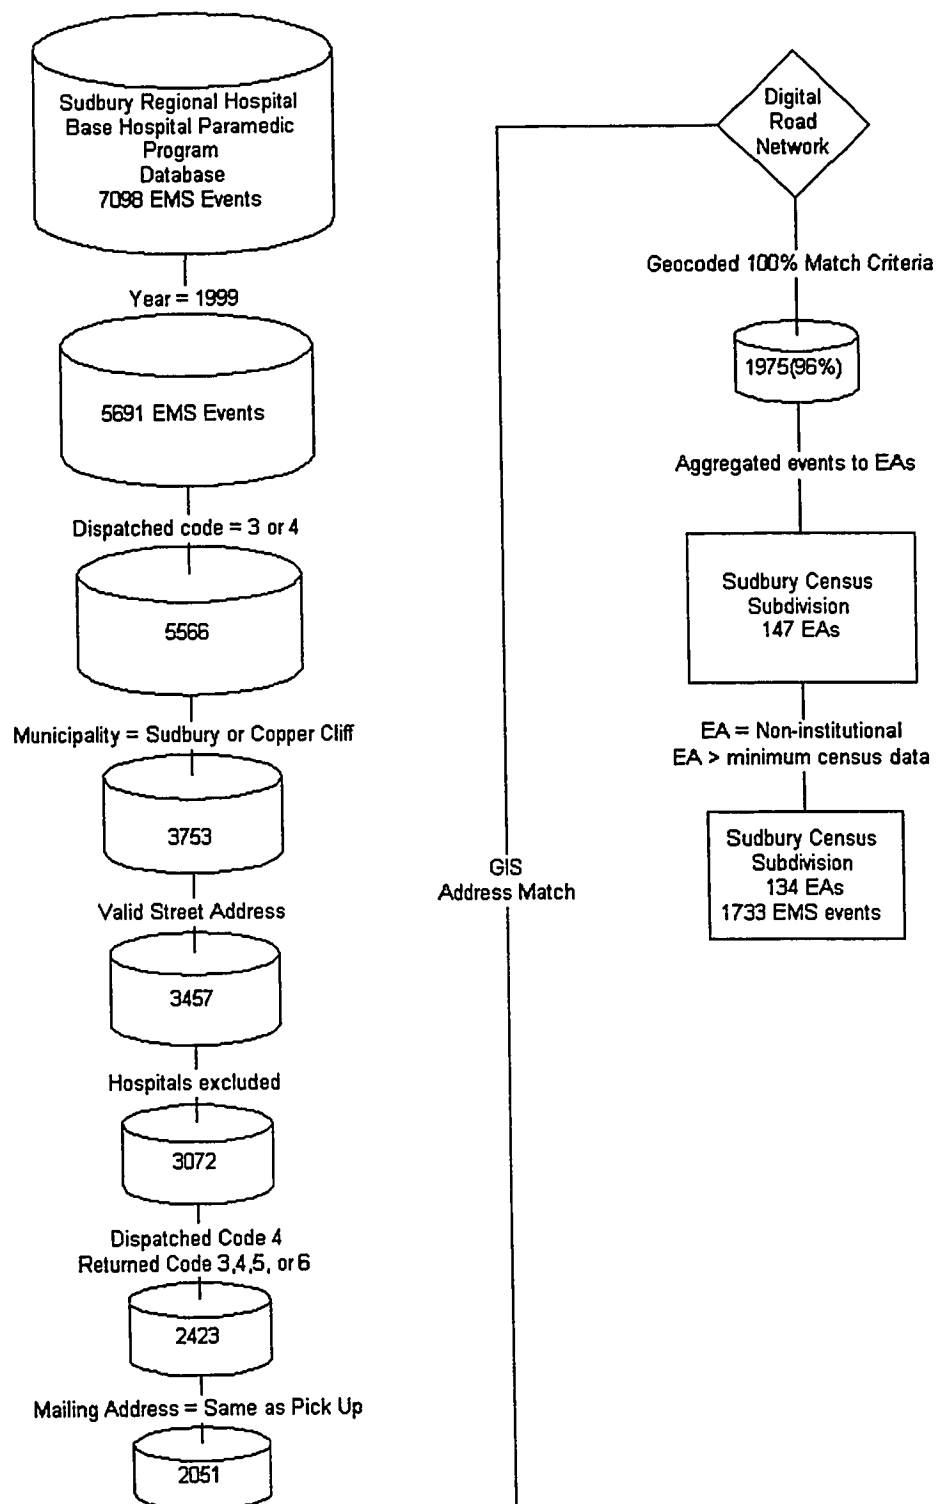 Sudbury Regional Hospital
Base Hospital Paramedic
Program
Database
7098 EMS Events
Year = 1999
5691 EMS Events
Dispatched code = 3 or 4
5566
Municipality = Sudbury or Copper Cliff
3753
Valid Street Address
3457
Hospitals excluded
3072
Dispatched Code 4
Returned Code 3,4,5, or 6
2423
Mailing Address = Same as Pick Up
2051
GIS
Address Match
Digital
Road
Network
Geocoded 100% Match Criteria
1975(96%)
Aggregated events to EAs
Sudbury Census
Subdivision
147 EAs
EA = Non-institutional
EA > minimum census data
Sudbury Census
Subdivision
134 EAs
1733 EMS events